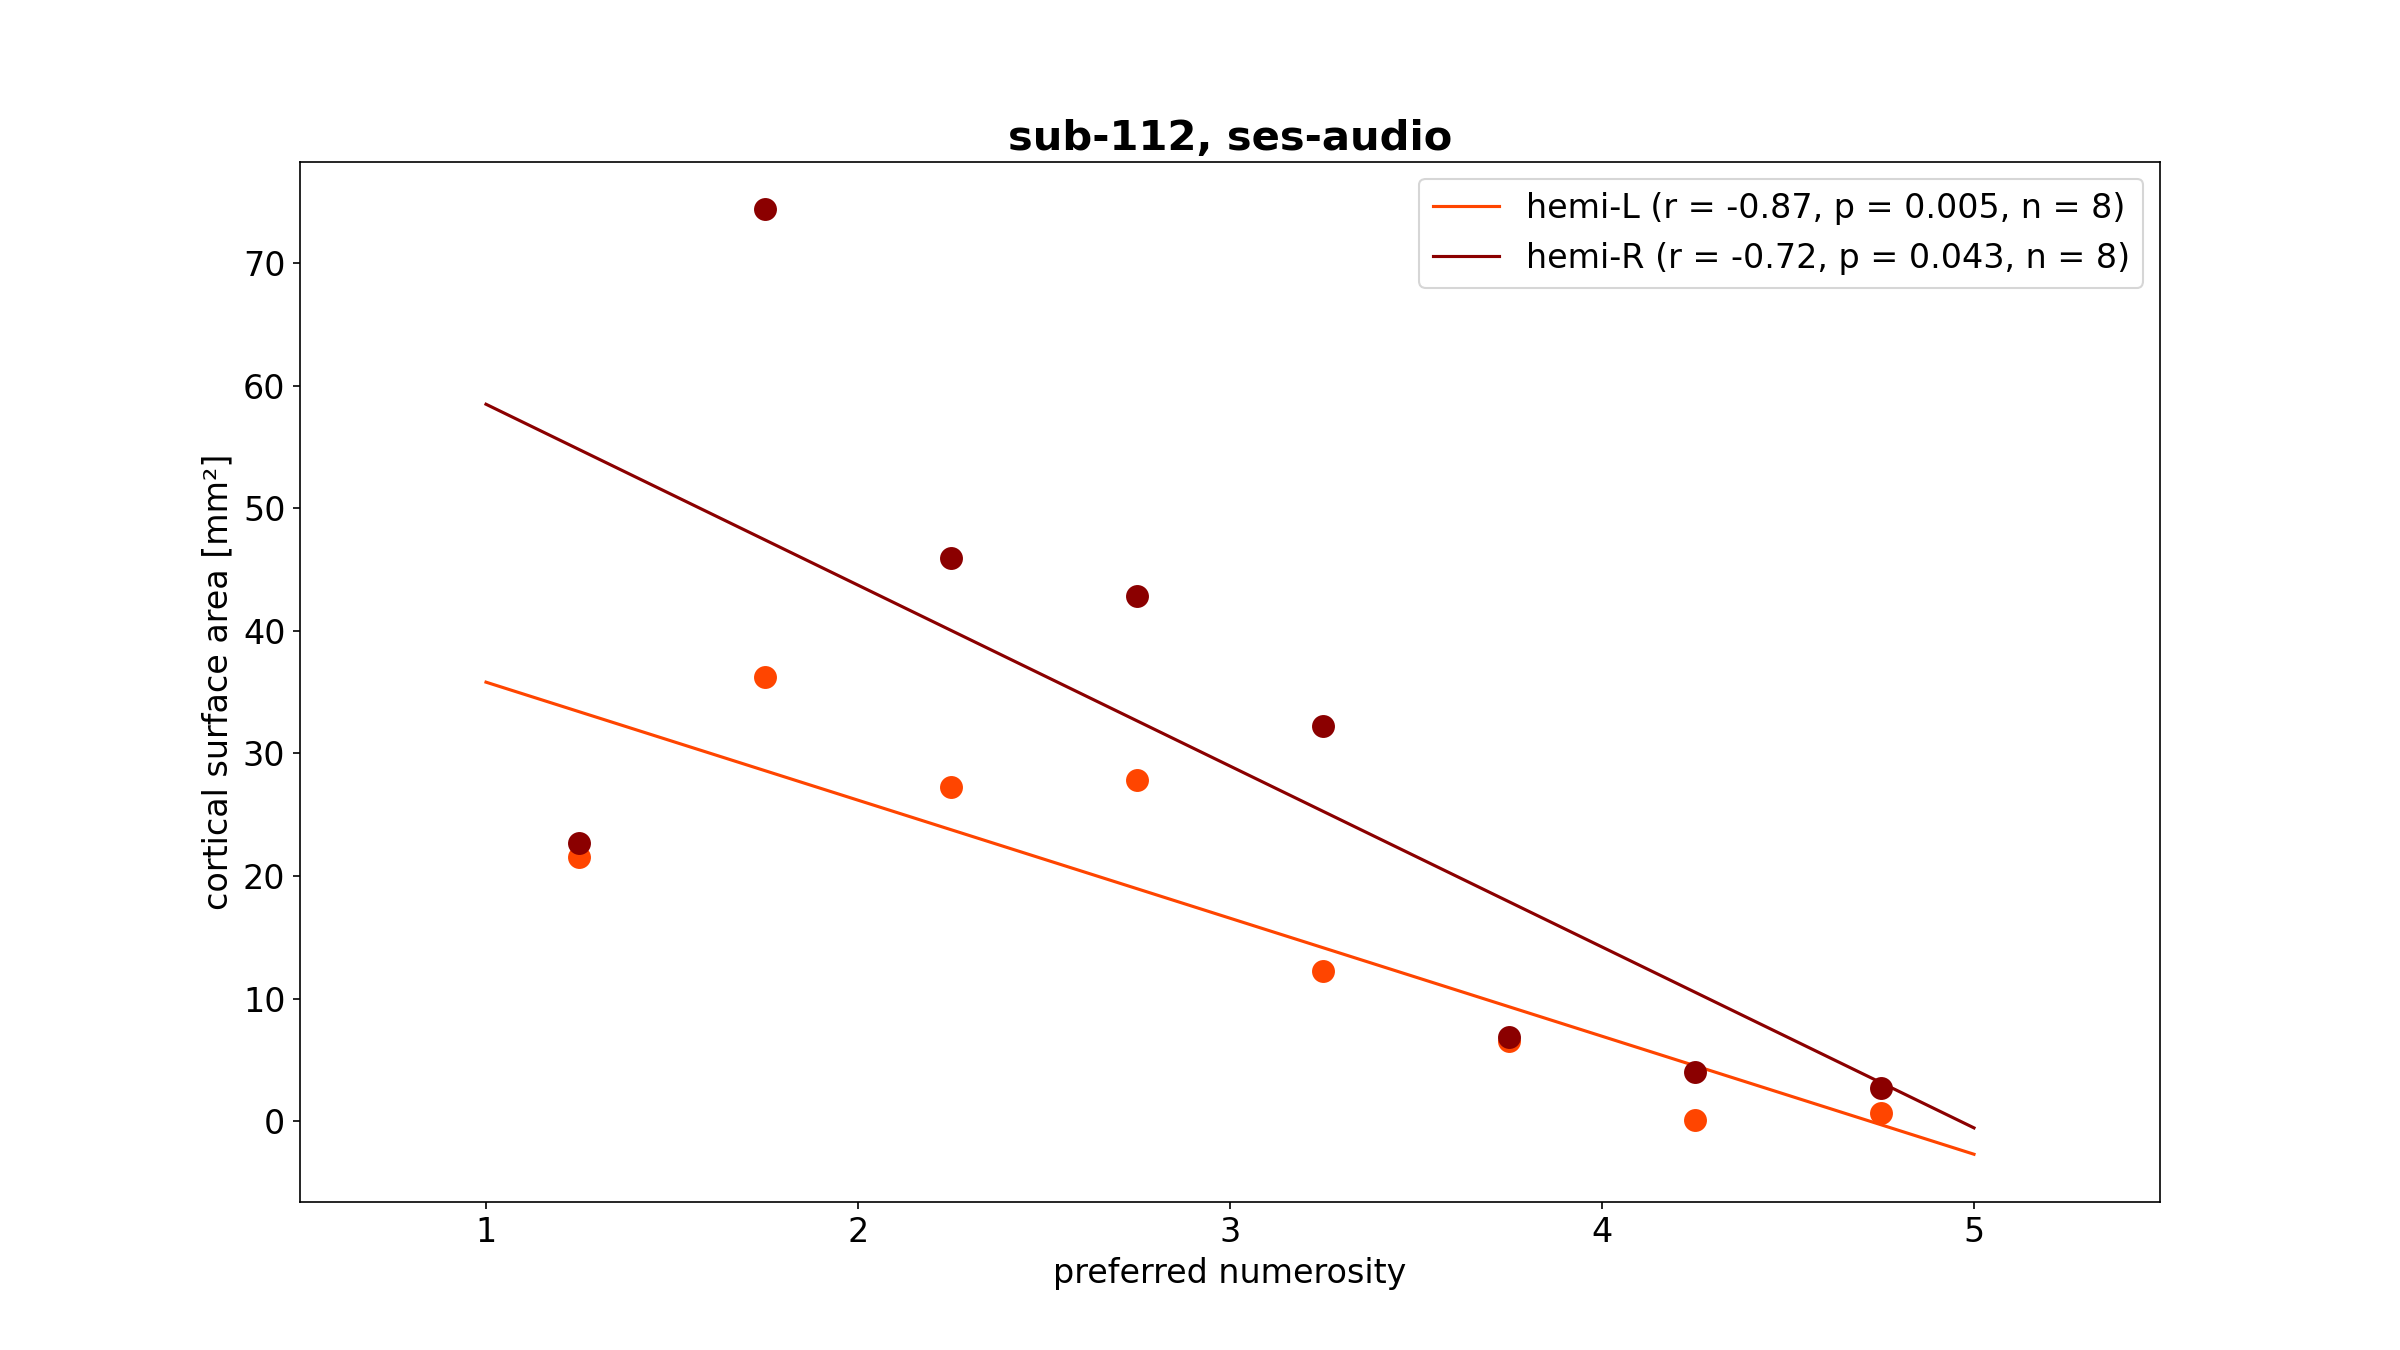 sub-112, ses-audio
hemi-L (r = -0.87, p = 0.005, n = 8)
hemi-R (r = -0.72, p = 0.043, n = 8)
cortical surface area [mm²]
70
60
50
40
30
20
10
0
1 2 3 4 5
preferred numerosity